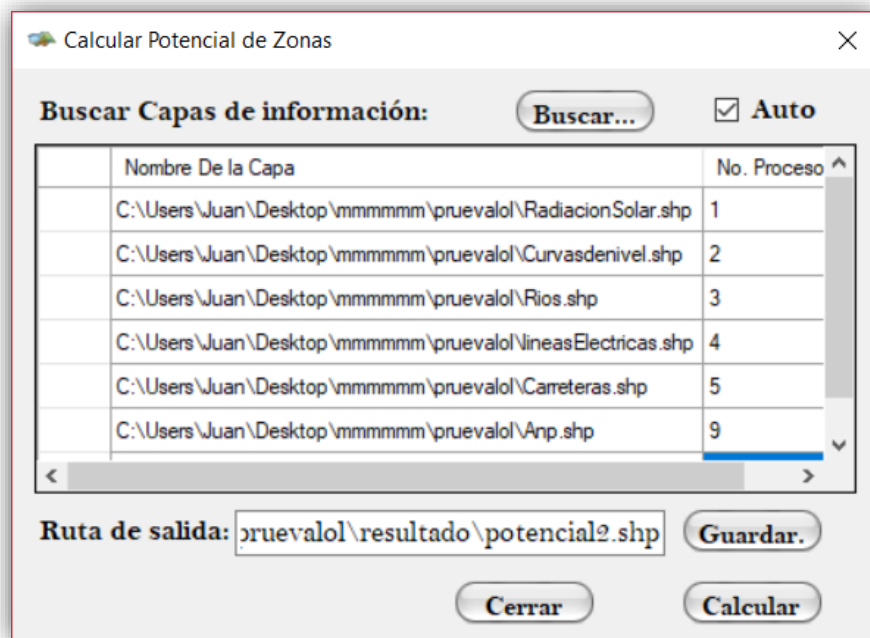 Calcular Potencial de Zonas
Buscar Capas de información: Buscar... Auto
Nombre De la Capa No. Proceso
C:\Users\Juan\Desktop\mmmmmm\pruevalol\RadiacionSolar.shp 1
C:\Users\Juan\Desktop\mmmmmm\pruevalol\Curvasdenivel.shp 2
C:\Users\Juan\Desktop\mmmmmm\pruevalol\Rios.shp 3
C:\Users\Juan\Desktop\mmmmmm\pruevalol\lineasElectricas.shp 4
C:\Users\Juan\Desktop\mmmmmm\pruevalol\Carreteras.shp 5
C:\Users\Juan\Desktop\mmmmmm\pruevalol\Anp.shp 9
Ruta de salida: pruevalol\resultado\potencial2.shp Guardar.
Cerrar Calcular